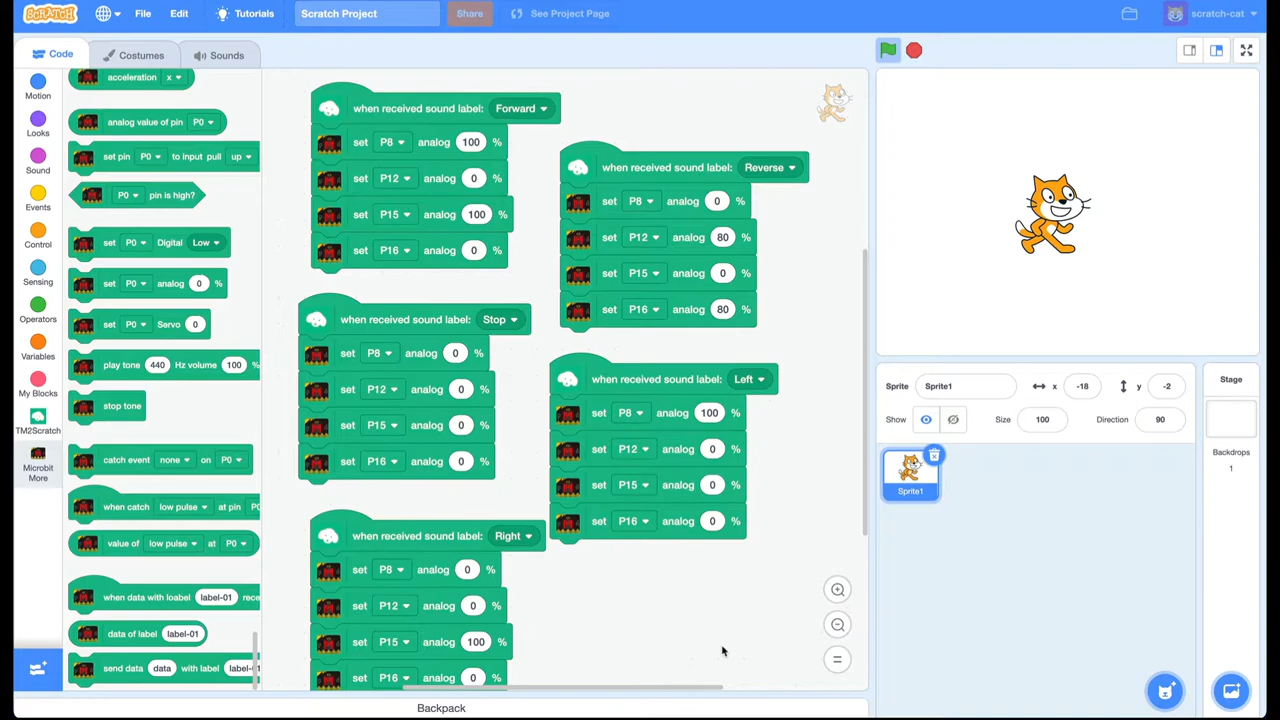 SCRATCH File Edit Tutorials Scratch Project Share See Project Page scratch-cat
Code Costumes Sounds
Motion
Looks
Sound
Events
Control
Sensing
Operators
Variables
My Blocks
TM2Scratch
Microbit
More
acceleration x
analog value of pin P0
set pin P0 to input pull up
P0 pin is high?
set P0 Digital Low
set P0 analog 0 %
set P0 Servo 0
play tone 440 Hz volume 100 %
stop tone
catch event none on P0
when catch low pulse at pin P0
value of low pulse at P0
when data with loabel label-01 rece
data of label label-01
send data data with label label-
when received sound label: Forward
set P8 analog 100 %
set P12 analog 0 %
set P15 analog 100 %
set P16 analog 0 %
when received sound label: Reverse
set P8 analog 0 %
set P12 analog 80 %
set P15 analog 0 %
set P16 analog 80 %
when received sound label: Stop
set P8 analog 0 %
set P12 analog 0 %
set P15 analog 0 %
set P16 analog 0 %
when received sound label: Left
set P8 analog 100 %
set P12 analog 0 %
set P15 analog 0 %
set P16 analog 0 %
when received sound label: Right
set P8 analog 0 %
set P12 analog 0 %
set P15 analog 100 %
set P16 analog 0 %
Backpack
Sprite Sprite1 x -18 y -2
Show Size 100 Direction 90
Sprite1
Stage
Backdrops
1